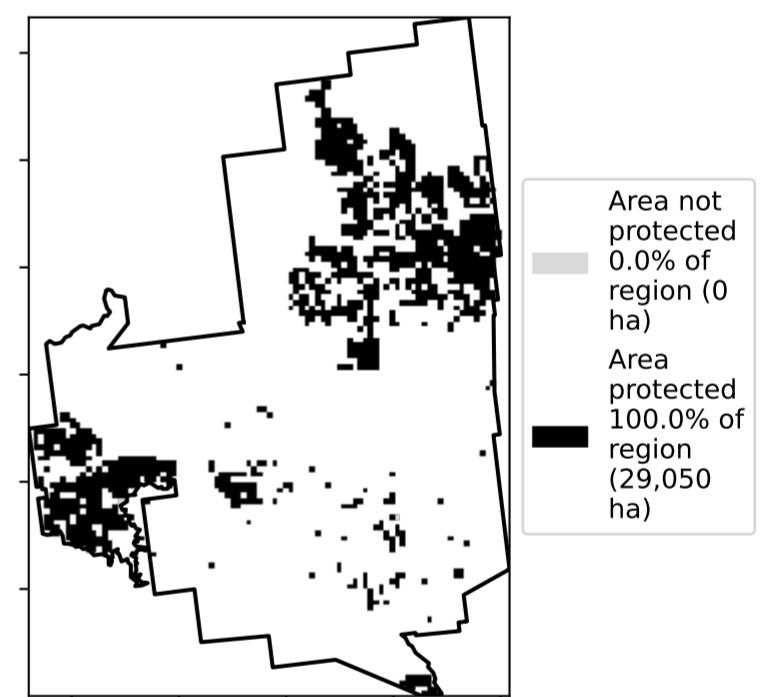 Area not
protected
0.0% of
region (0
ha)
Area
protected
100.0% of
region
(29,050
ha)